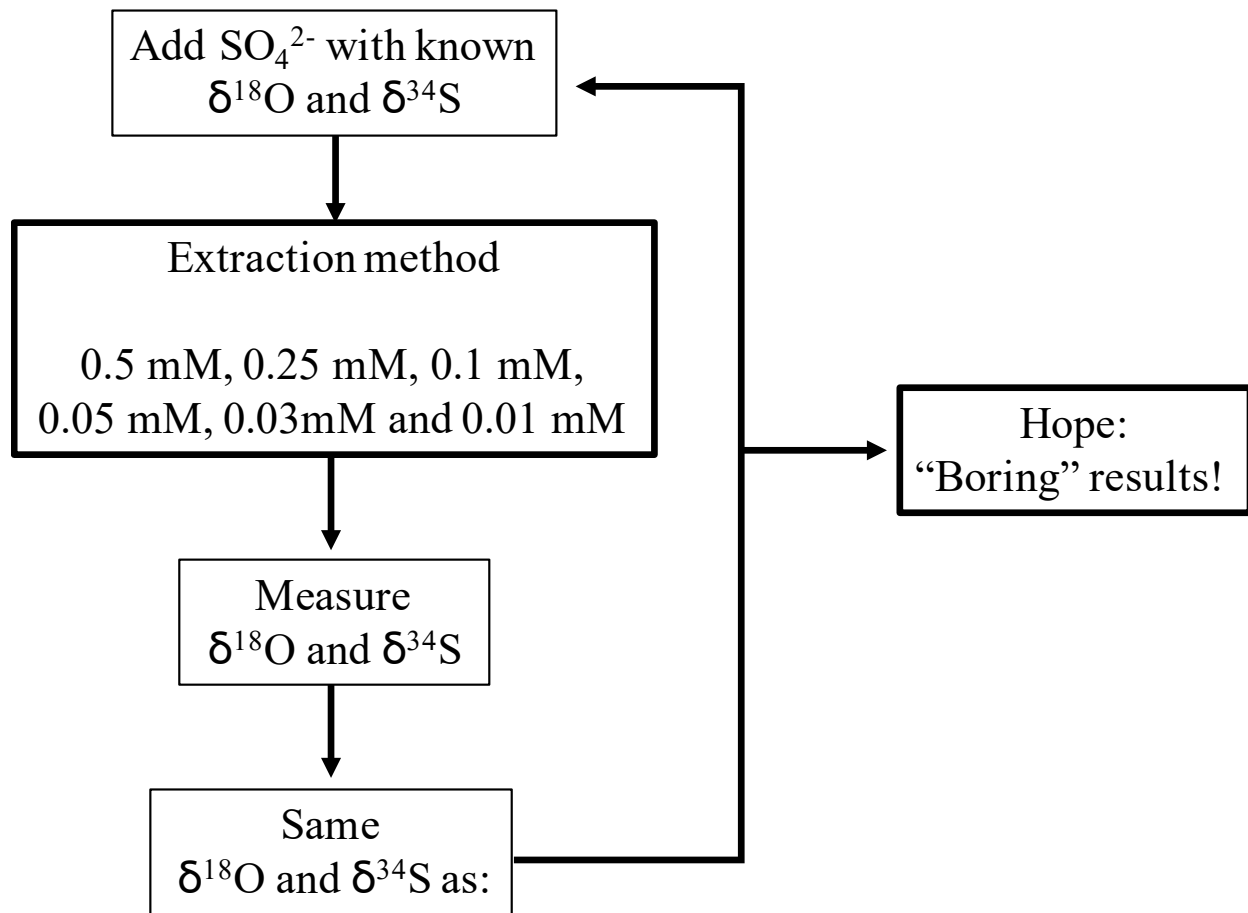 Add SO₄²⁻ with known
δ¹⁸O and δ³⁴S
Extraction method
0.5 mM, 0.25 mM, 0.1 mM,
0.05 mM, 0.03mM and 0.01 mM
Measure
δ¹⁸O and δ³⁴S
Same
δ¹⁸O and δ³⁴S as:
Hope:
“Boring” results!